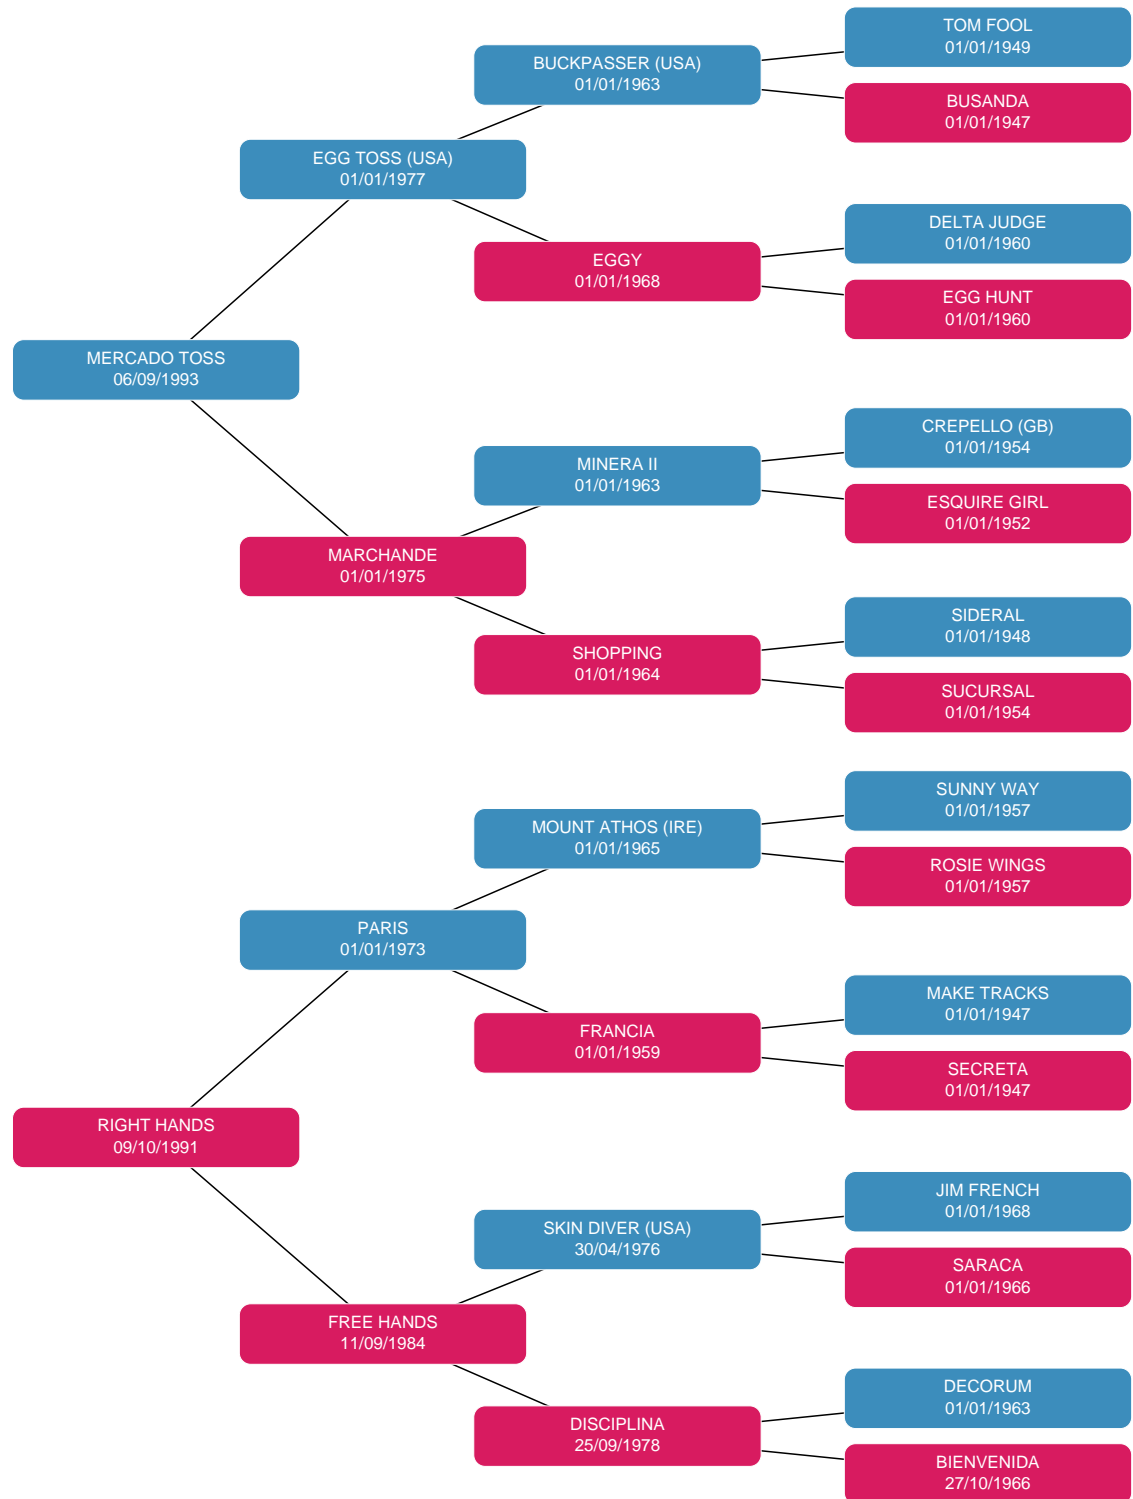 TOM FOOL
01/01/1949
BUCKPASSER (USA)
01/01/1963
BUSANDA
01/01/1947
EGG TOSS (USA)
01/01/1977
DELTA JUDGE
01/01/1960
EGGY
01/01/1968
EGG HUNT
01/01/1960
MERCADO TOSS
06/09/1993
CREPELLO (GB)
01/01/1954
MINERA II
01/01/1963
ESQUIRE GIRL
01/01/1952
MARCHANDE
01/01/1975
SIDERAL
01/01/1948
SHOPPING
01/01/1964
SUCURSAL
01/01/1954
SUNNY WAY
01/01/1957
MOUNT ATHOS (IRE)
01/01/1965
ROSIE WINGS
01/01/1957
PARIS
01/01/1973
MAKE TRACKS
01/01/1947
FRANCIA
01/01/1959
SECRETA
01/01/1947
RIGHT HANDS
09/10/1991
JIM FRENCH
01/01/1968
SKIN DIVER (USA)
30/04/1976
SARACA
01/01/1966
FREE HANDS
11/09/1984
DECORUM
01/01/1963
DISCIPLINA
25/09/1978
BIENVENIDA
27/10/1966